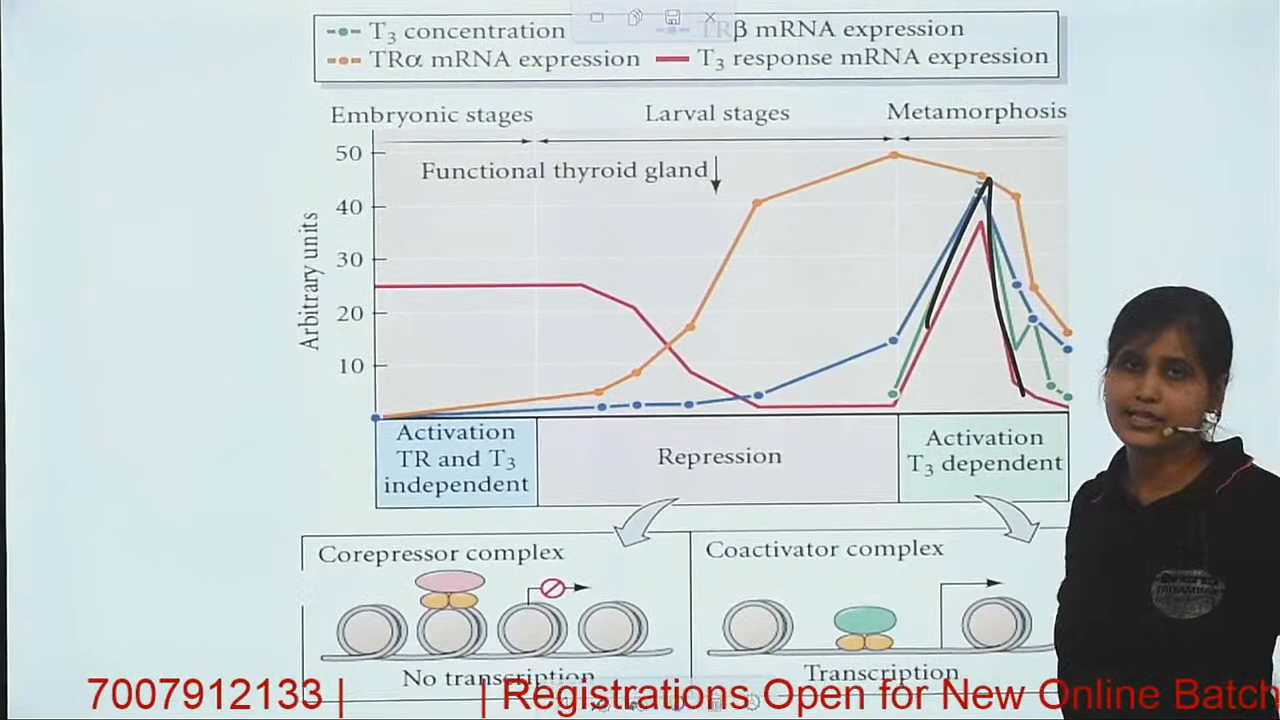 T3 concentration
TRβ mRNA expression
TRα mRNA expression
T3 response mRNA expression
Embryonic stages
Larval stages
Metamorphosis
Functional thyroid gland
Arbitrary units
50
40
30
20
10
Activation
TR and T3
independent
Repression
Activation
T3 dependent
Corepressor complex
Coactivator complex
No transcription
Transcription
7007912133 | | Registrations Open for New Online Batch